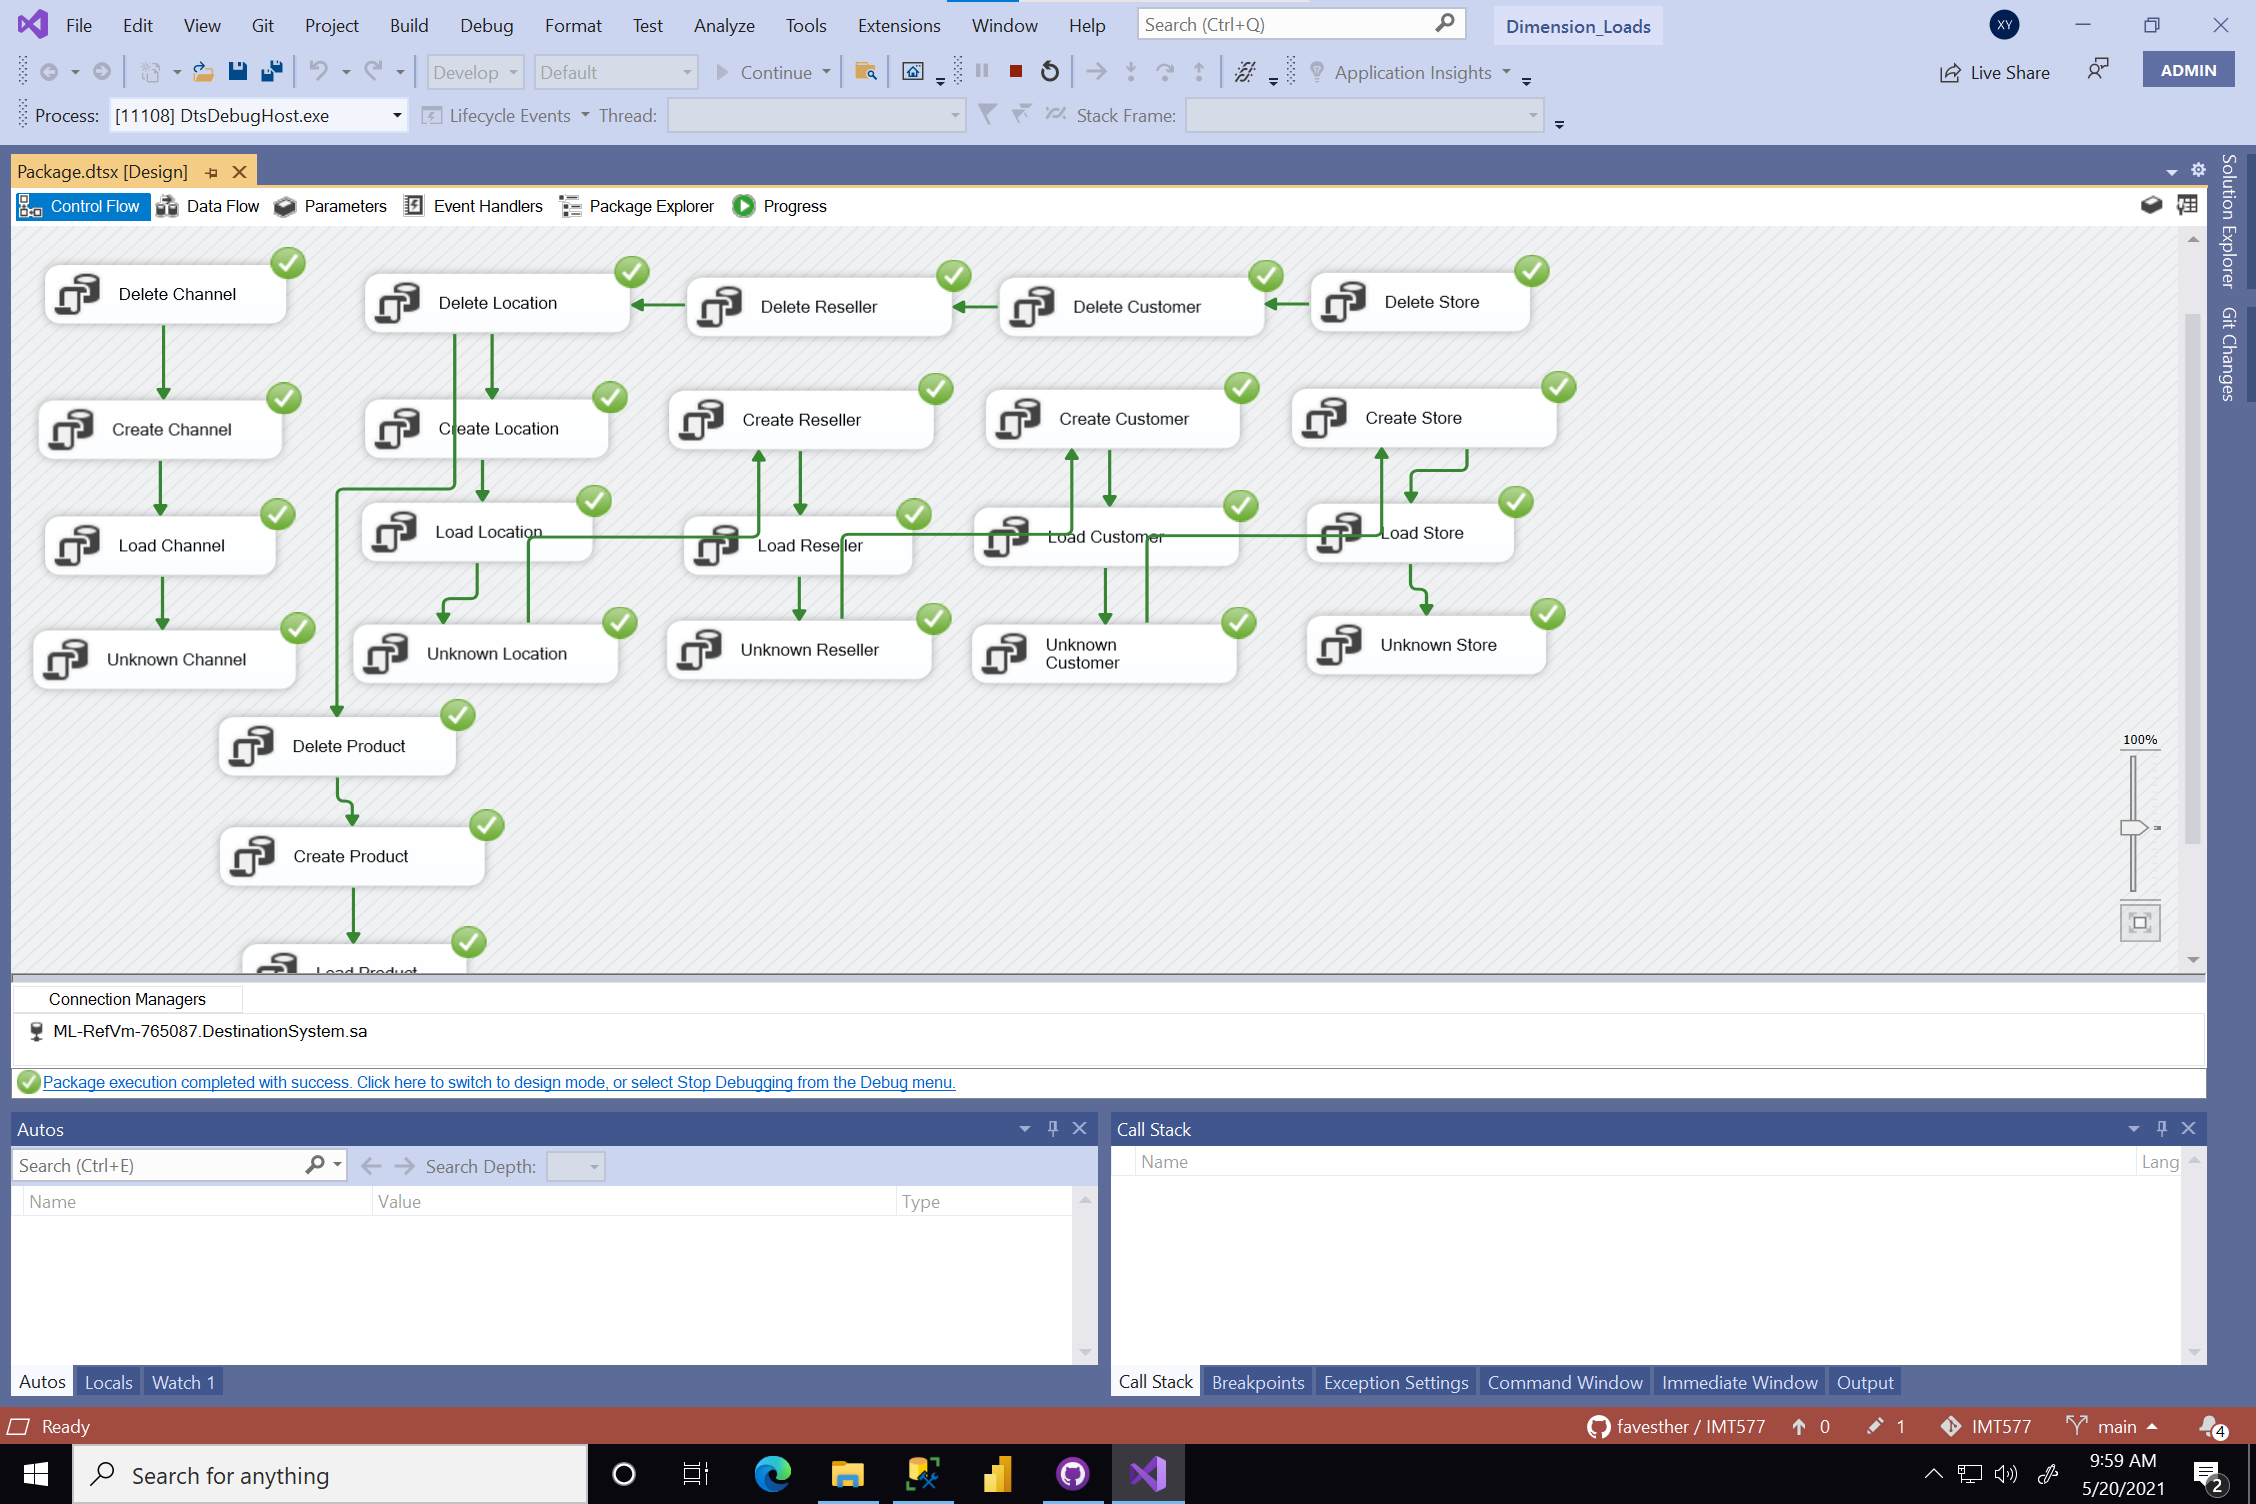 File Edit View Git Project Build Debug Format Test Analyze Tools Extensions Window Help Search (Ctrl+Q) Dimension_Loads XY
Develop Default Continue Application Insights Live Share ADMIN
Process: [11108] DtsDebugHost.exe Lifecycle Events Thread: Stack Frame:
Package.dtsx [Design]
Control Flow Data Flow Parameters Event Handlers Package Explorer Progress
Solution Explorer
Git Changes
Delete Channel
Delete Location
Delete Reseller
Delete Customer
Delete Store
Create Channel
Create Location
Create Reseller
Create Customer
Create Store
Load Channel
Load Location
Load Reseller
Load Customer
Load Store
Unknown Channel
Unknown Location
Unknown Reseller
Unknown
Customer
Unknown Store
Delete Product
100%
Create Product
Load Product
Connection Managers
ML-RefVm-765087.DestinationSystem.sa
Package execution completed with success. Click here to switch to design mode, or select Stop Debugging from the Debug menu.
Autos
Search (Ctrl+E) Search Depth:
Name Value Type
Autos Locals Watch 1
Call Stack
Name Lang
Call Stack Breakpoints Exception Settings Command Window Immediate Window Output
Ready favesther / IMT577 0 1 IMT577 main 4
Search for anything
9:59 AM
5/20/2021
2